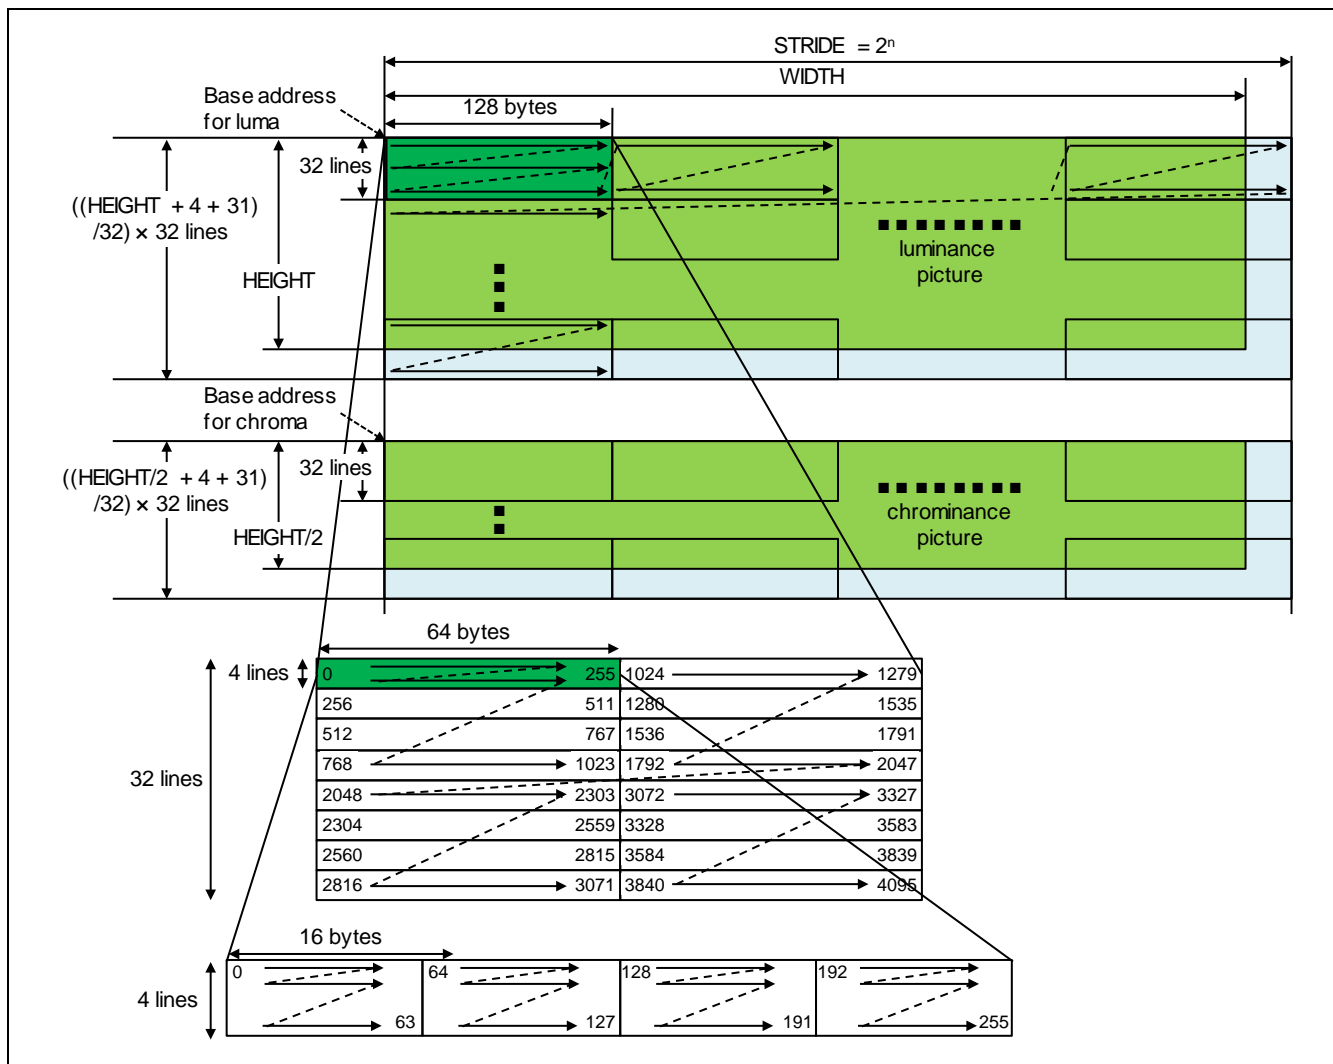 STRIDE = 2ⁿ
WIDTH
Base address
for luma
128 bytes
32 lines
((HEIGHT + 4 + 31)
/32) × 32 lines
HEIGHT
luminance
picture
Base address
for chroma
32 lines
((HEIGHT/2 + 4 + 31)
/32) × 32 lines
HEIGHT/2
chrominance
picture
64 bytes
4 lines
0 255 1024 1279
256 511 1280 1535
512 767 1536 1791
768 1023 1792 2047
32 lines
2048 2303 3072 3327
2304 2559 3328 3583
2560 2815 3584 3839
2816 3071 3840 4095
16 bytes
0 64 128 192
4 lines
63 127 191 255